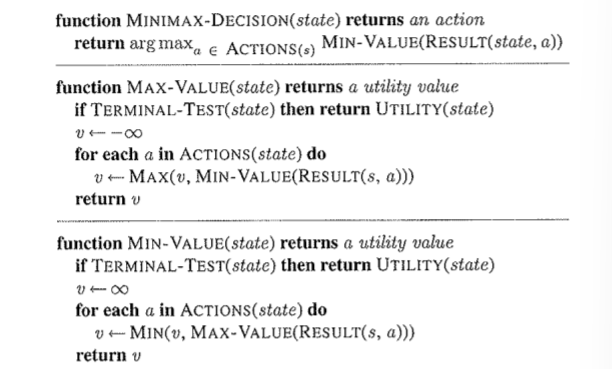 function MINIMAX-DECISION(state) returns an action
return arg max a ∈ ACTIONS(s) MIN-VALUE(RESULT(state, a))
function MAX-VALUE(state) returns a utility value
if TERMINAL-TEST(state) then return UTILITY(state)
v ← −∞
for each a in ACTIONS(state) do
v ← MAX(v, MIN-VALUE(RESULT(s, a)))
return v
function MIN-VALUE(state) returns a utility value
if TERMINAL-TEST(state) then return UTILITY(state)
v ← ∞
for each a in ACTIONS(state) do
v ← MIN(v, MAX-VALUE(RESULT(s, a)))
return v